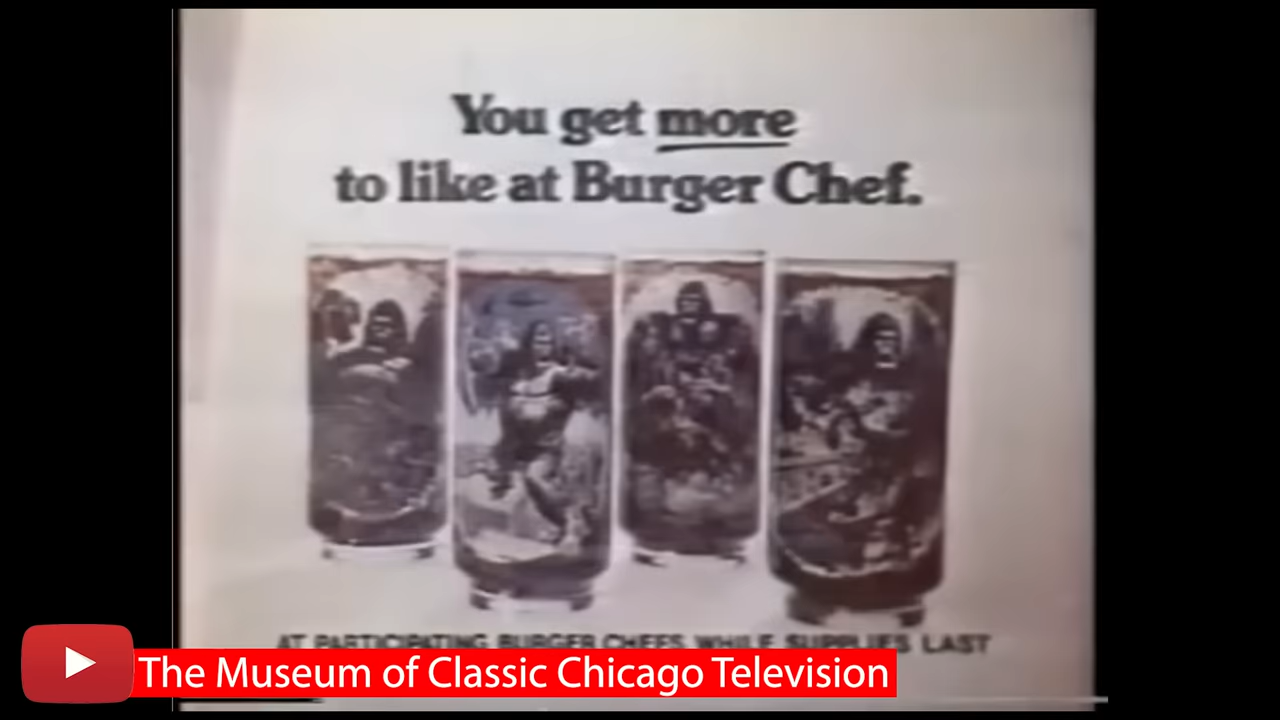 You get more
to like at Burger Chef.
AT PARTICIPATING BURGER CHEFS WHILE SUPPLIES LAST
The Museum of Classic Chicago Television